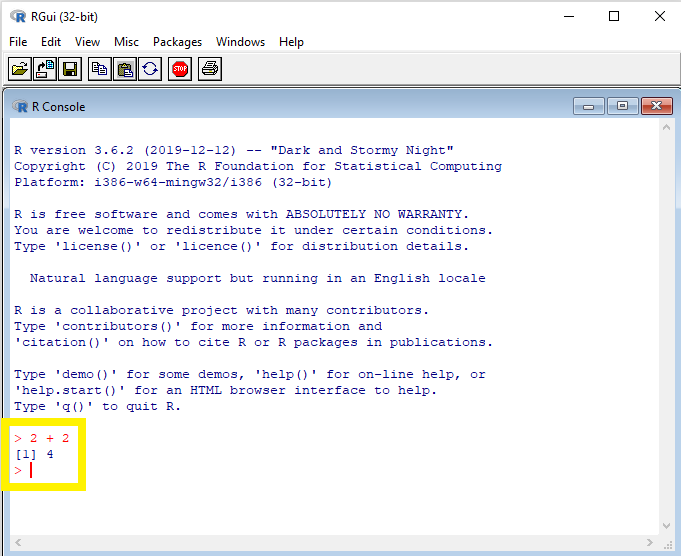 RGui (32-bit)
File Edit View Misc Packages Windows Help
STOP
R Console
R version 3.6.2 (2019-12-12) -- "Dark and Stormy Night"
Copyright (C) 2019 The R Foundation for Statistical Computing
Platform: i386-w64-mingw32/i386 (32-bit)
R is free software and comes with ABSOLUTELY NO WARRANTY.
You are welcome to redistribute it under certain conditions.
Type 'license()' or 'licence()' for distribution details.
Natural language support but running in an English locale
R is a collaborative project with many contributors.
Type 'contributors()' for more information and
'citation()' on how to cite R or R packages in publications.
Type 'demo()' for some demos, 'help()' for on-line help, or
'help.start()' for an HTML browser interface to help.
Type 'q()' to quit R.
> 2 + 2
[1] 4
>